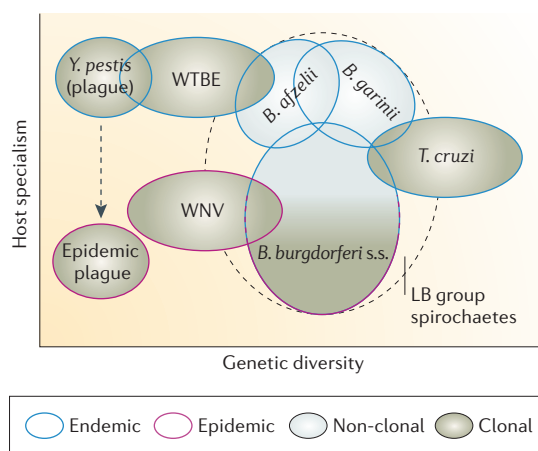 Host specialism
Y. pestis
(plague)
WTBE
B. afzelii
B. garinii
T. cruzi
WNV
Epidemic
plague
B. burgdorferi s.s.
LB group
spirochaetes
Genetic diversity
Endemic
Epidemic
Non-clonal
Clonal